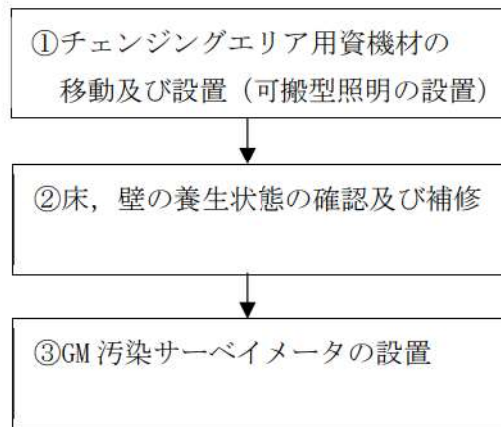 ①チェンジングエリア用資機材の
移動及び設置（可搬型照明の設置）
②床，壁の養生状態の確認及び補修
③GM 汚染サーベイメータの設置